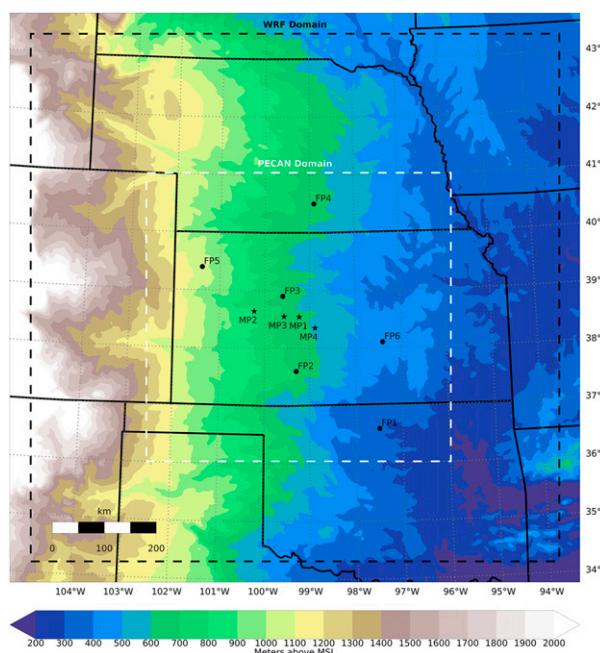 WRF Domain
43°N
42°N
41°N
PECAN Domain
FP4
40°N
FP5
39°N
FP3
MP2
MP3
MP1
MP4
FP6
38°N
FP2
37°N
FP1
36°N
km
35°N
0
100
200
34°N
104°W 103°W 102°W 101°W 100°W 99°W 98°W 97°W 96°W 95°W 94°W
200 300 400 500 600 700 800 900 1000 1100 1200 1300 1400 1500 1600 1700 1800 1900 2000
Meters above MSL